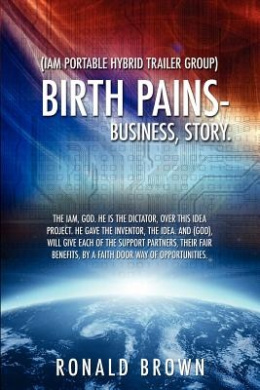 (IAM PORTABLE HYBRID TRAILER GROUP)
BIRTH PAINS-
BUSINESS, STORY.
THE IAM, GOD. HE IS THE DICTATOR, OVER THIS IDEA
PROJECT. HE GAVE THE INVENTOR, THE IDEA. AND (GOD),
WILL GIVE EACH OF THE SUPPORT PARTNERS, THEIR FAIR
BENEFITS, BY A FAITH DOOR WAY OF OPPORTUNITIES.
RONALD BROWN